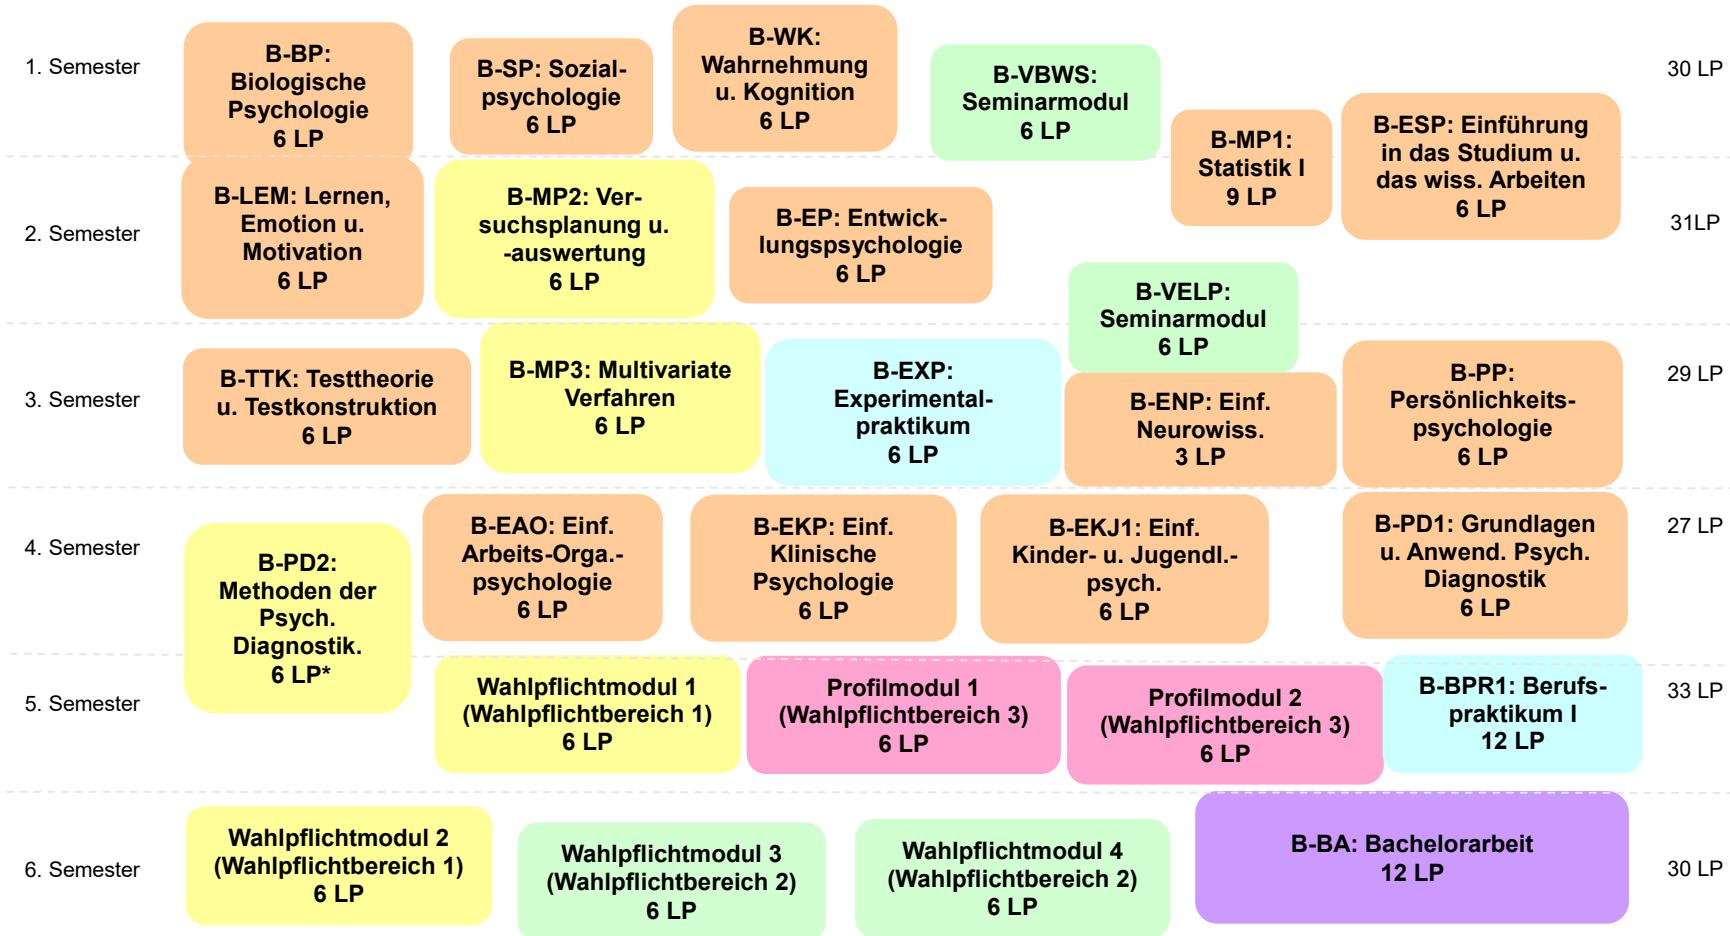 1. Semester
B-BP:
Biologische
Psychologie
6 LP
B-SP: Sozial-
psychologie
6 LP
B-WK:
Wahrnehmung
u. Kognition
6 LP
B-VBWS:
Seminarmodul
6 LP
B-MP1:
Statistik I
9 LP
B-ESP: Einführung
in das Studium u.
das wiss. Arbeiten
6 LP
30 LP
2. Semester
B-LEM: Lernen,
Emotion u.
Motivation
6 LP
B-MP2: Ver-
suchsplanung u.
-auswertung
6 LP
B-EP: Entwick-
lungspsychologie
6 LP
B-VELP:
Seminarmodul
6 LP
31LP
3. Semester
B-TTK: Testtheorie
u. Testkonstruktion
6 LP
B-MP3: Multivariate
Verfahren
6 LP
B-EXP:
Experimental-
praktikum
6 LP
B-ENP: Einf.
Neurowiss.
3 LP
B-PP:
Persönlichkeits-
psychologie
6 LP
29 LP
4. Semester
B-PD2:
Methoden der
Psych.
Diagnostik.
6 LP*
B-EAO: Einf.
Arbeits-Orga.-
psychologie
6 LP
B-EKP: Einf.
Klinische
Psychologie
6 LP
B-EKJ1: Einf.
Kinder- u. Jugendl.-
psych.
6 LP
B-PD1: Grundlagen
u. Anwend. Psych.
Diagnostik
6 LP
27 LP
5. Semester
Wahlpflichtmodul 1
(Wahlpflichtbereich 1)
6 LP
Profilmodul 1
(Wahlpflichtbereich 3)
6 LP
Profilmodul 2
(Wahlpflichtbereich 3)
6 LP
B-BPR1: Berufs-
praktikum I
12 LP
33 LP
6. Semester
Wahlpflichtmodul 2
(Wahlpflichtbereich 1)
6 LP
Wahlpflichtmodul 3
(Wahlpflichtbereich 2)
6 LP
Wahlpflichtmodul 4
(Wahlpflichtbereich 2)
6 LP
B-BA: Bachelorarbeit
12 LP
30 LP